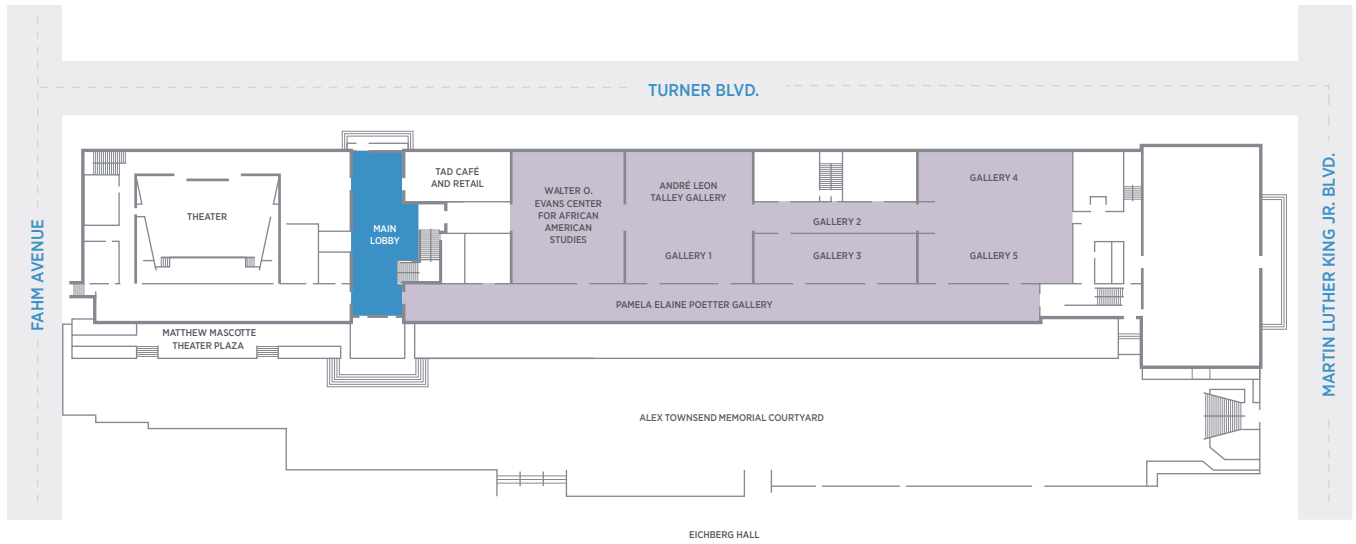 TURNER BLVD.
FAHM AVENUE
MARTIN LUTHER KING JR. BLVD.
THEATER
MAIN
LOBBY
TAD CAFÉ
AND RETAIL
WALTER O.
EVANS CENTER
FOR AFRICAN
AMERICAN
STUDIES
ANDRÉ LEON
TALLEY GALLERY
GALLERY 1
GALLERY 2
GALLERY 3
GALLERY 4
GALLERY 5
PAMELA ELAINE POETTER GALLERY
MATTHEW MASCOTTE
THEATER PLAZA
ALEX TOWNSEND MEMORIAL COURTYARD
EICHBERG HALL